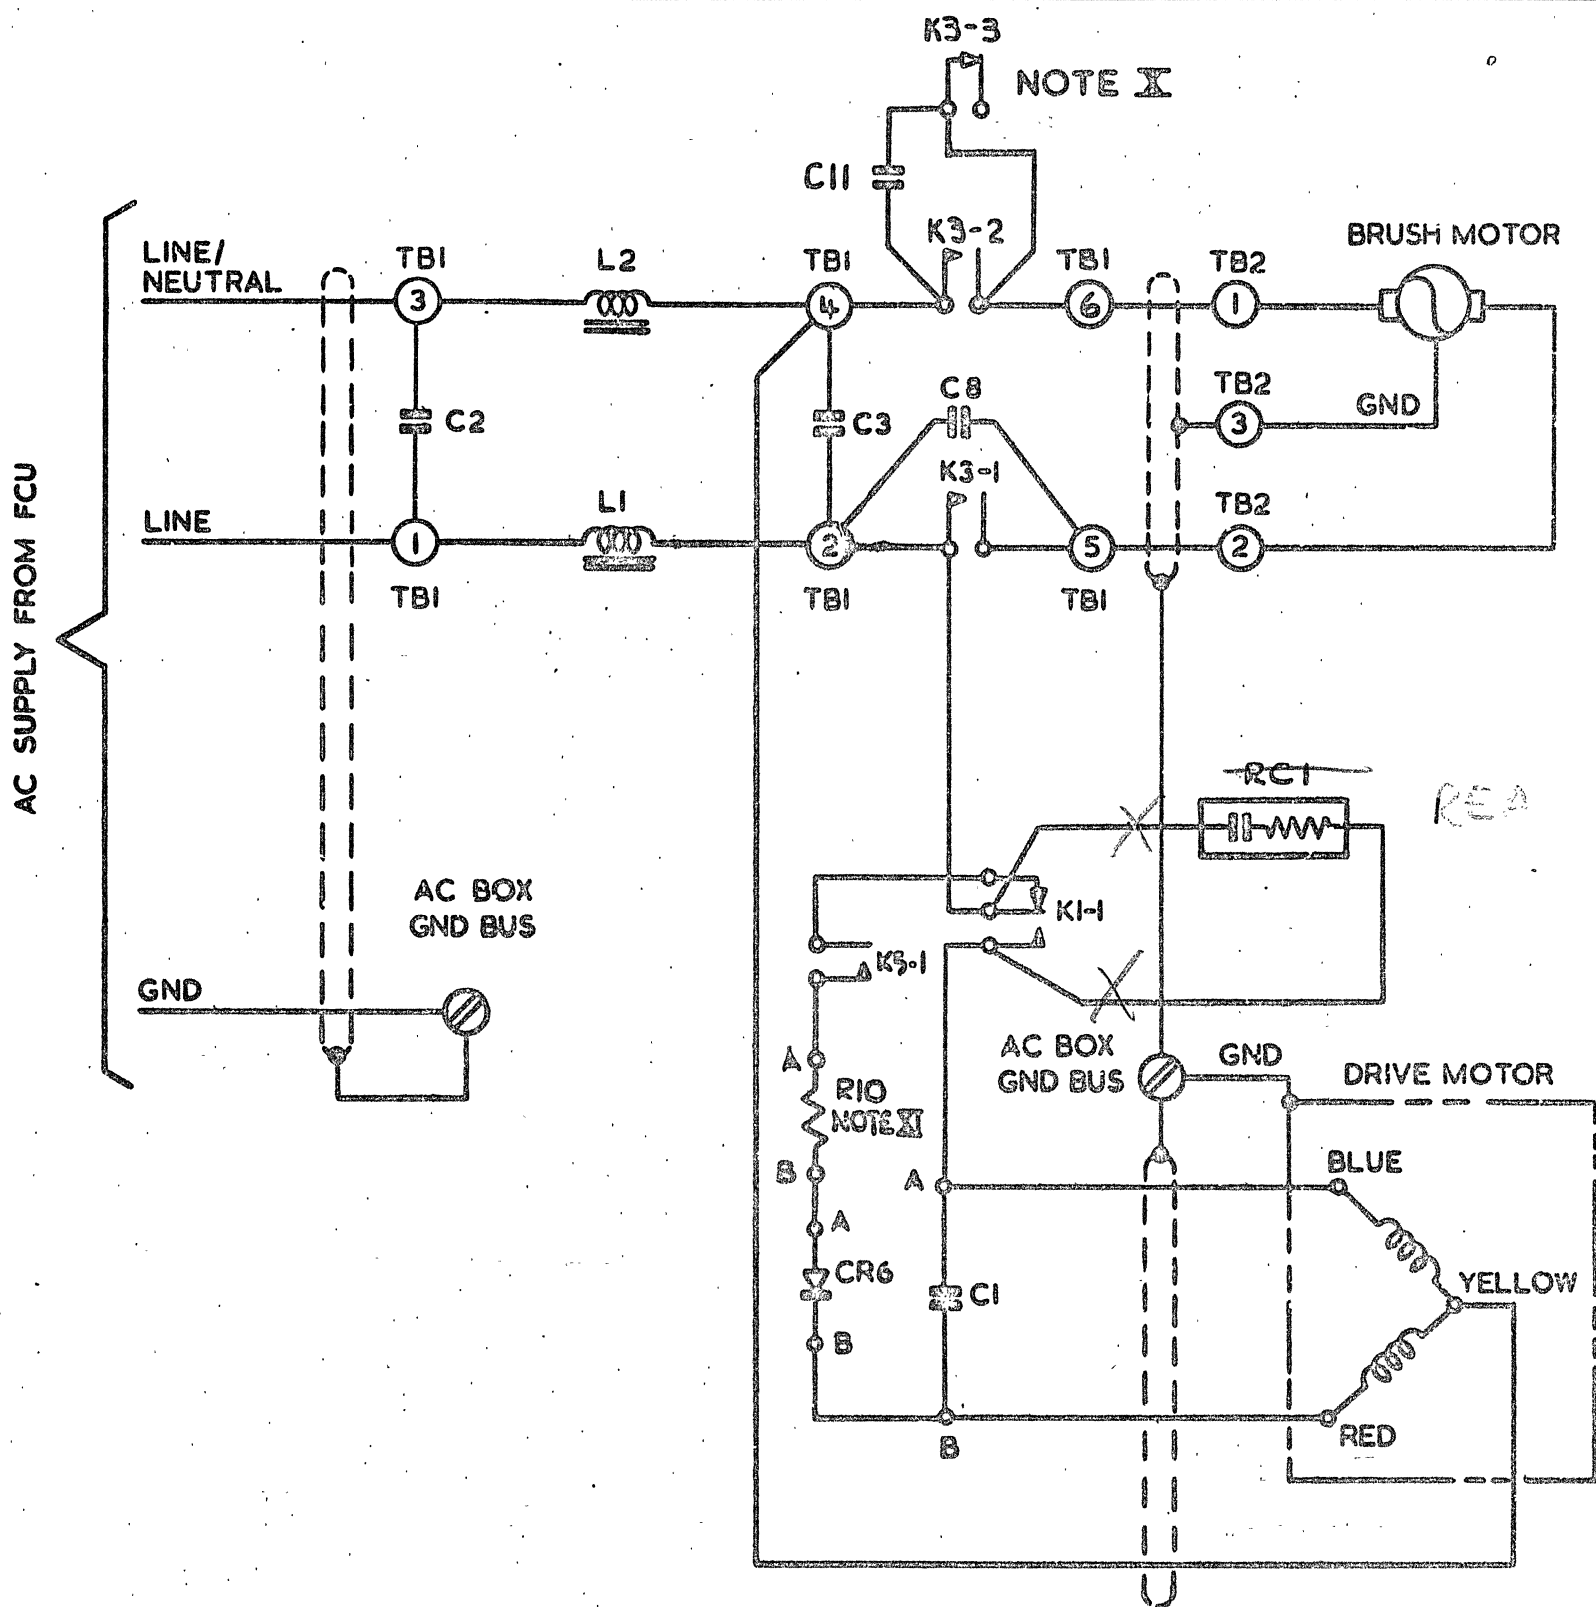 K3-3
NOTE X
C11
K3-2
BRUSH MOTOR
LINE/
NEUTRAL
TB1
3
L2
TB1
4
TB1
6
TB2
1
C2
C3
C8
TB2
3
GND
K3-1
LINE
1
TB1
L1
2
TB1
5
TB1
TB2
2
AC SUPPLY FROM FCU
RC1
AC BOX
GND BUS
K1-1
K5-1
GND
AC BOX
GND BUS
GND
DRIVE MOTOR
A
R10
NOTE XI
B
A
BLUE
A
CR6
C1
YELLOW
B
RED
B